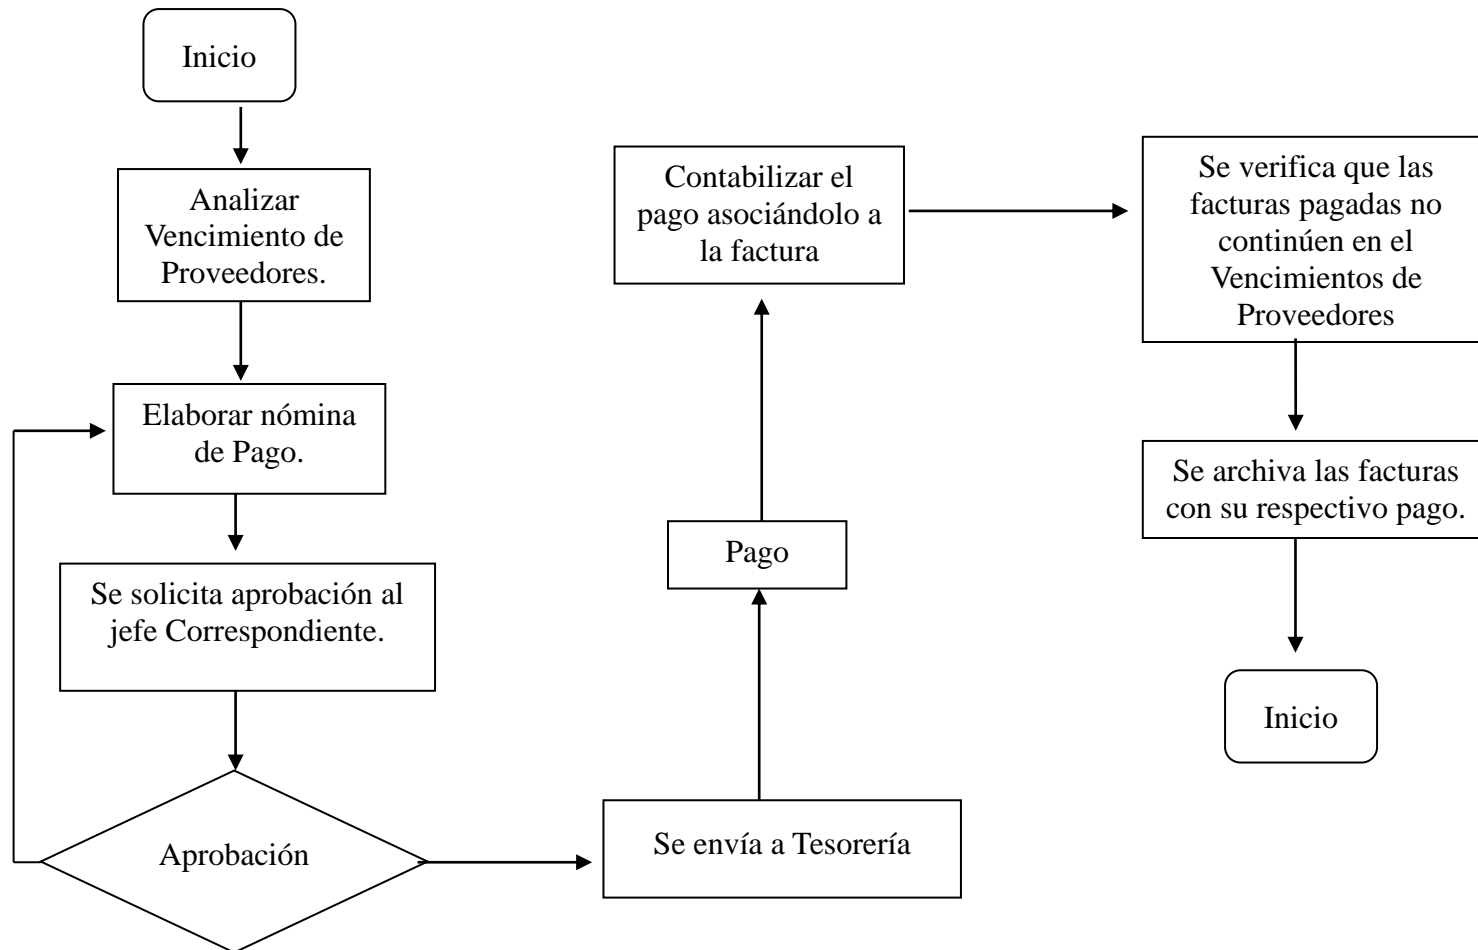 Inicio
Analizar
Vencimiento de
Proveedores.
Elaborar nómina
de Pago.
Se solicita aprobación al
jefe Correspondiente.
Aprobación
Se envía a Tesorería
Pago
Contabilizar el
pago asociándolo a
la factura
Se verifica que las
facturas pagadas no
continúen en el
Vencimientos de
Proveedores
Se archiva las facturas
con su respectivo pago.
Inicio